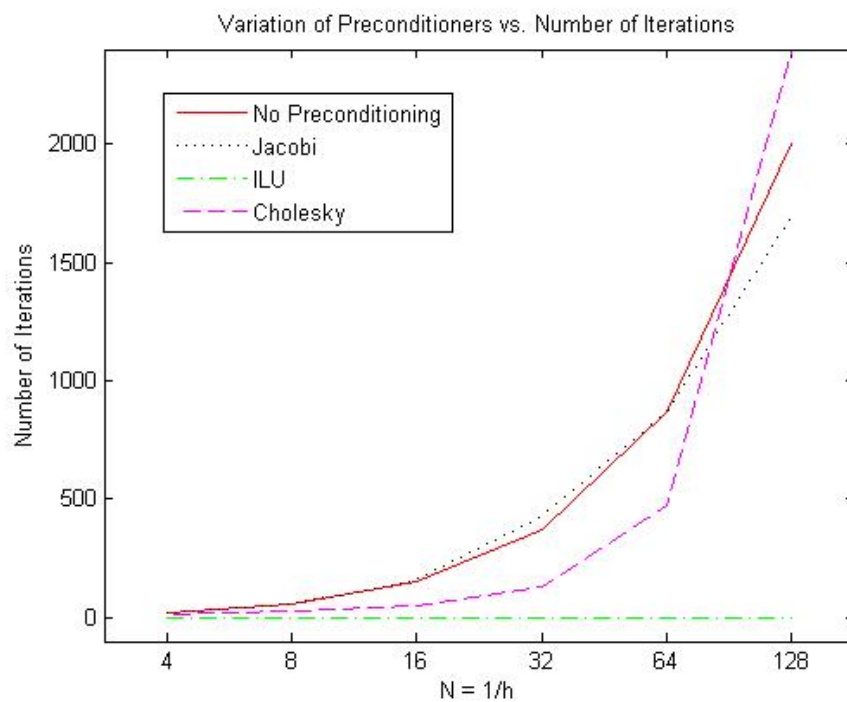 Variation of Preconditioners vs. Number of Iterations
No Preconditioning
Jacobi
ILU
Cholesky
Number of Iterations
2000
1500
1000
500
0
4 8 16 32 64 128
N = 1/h